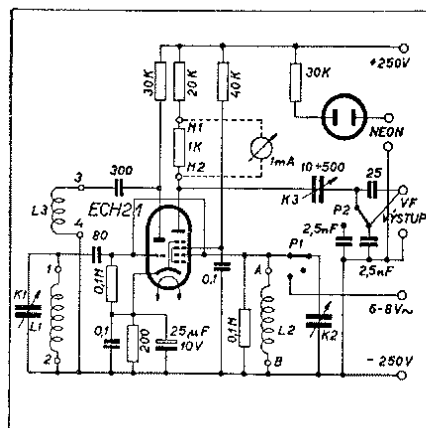 +250V
30K
20K
40K
30K
M1
1K
M2
1mA
NEON
3
300
10÷500
25
K3
VF
VÝSTUP
L3
4
ECH21
P2
80
2,5nF
P1
2,5nF
1
0,1M
0,1
A
K1
L1
6-8V~
0,1
200
25µF
10V
0,1M
L2
K2
2
B
-250V